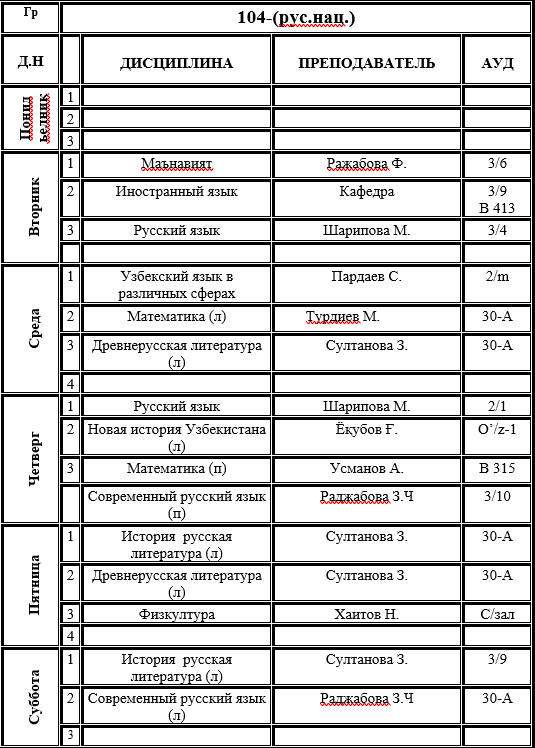 Гр 104-(рус.нац.)
Д.Н ДИСЦИПЛИНА ПРЕПОДАВАТЕЛЬ АУД
Понид
ьелник
1
2
3
Вторник
1 Маънавият Ражабова Ф. 3/6
2 Иностранный язык Кафедра 3/9
В 413
3 Русский язык Шарипова М. 3/4
Среда
1 Узбекский язык в Пардаев С. 2/m
различных сферах
2 Математика (л) Турдиев М. 30-А
3 Древнерусская литература Султанова З. 30-А
(л)
4
Четверг
1 Русский язык Шарипова М. 2/1
2 Новая история Узбекистана Ёқубов Ғ. O’/z-1
(л)
3 Математика (п) Усманов А. В 315
Современный русский язык Раджабова З.Ч 3/10
(п)
Пятница
1 История русская Султанова З. 30-А
литература (л)
2 Древнерусская литература Султанова З. 30-А
(л)
3 Физкултура Хаитов Н. С/зал
4
Суббота
1 История русская Султанова З. 3/9
литература (л)
2 Современный русский язык Раджабова З.Ч 30-А
(л)
3